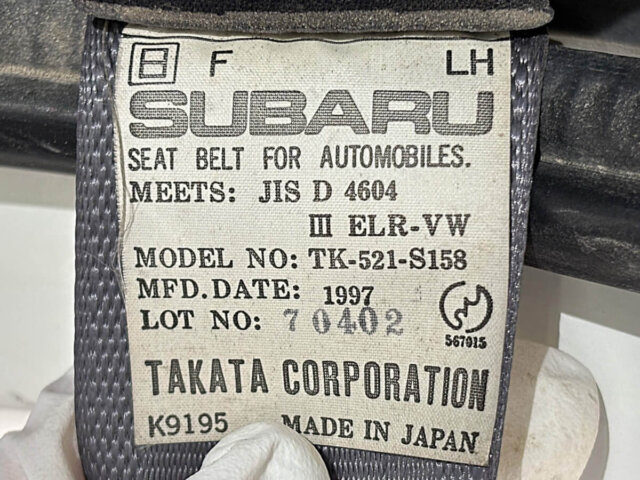 日 F LH
SUBARU
SEAT BELT FOR AUTOMOBILES.
MEETS: JIS D 4604
III ELR-VW
MODEL NO: TK-521-S158
MFD.DATE: 1997
LOT NO: 70402
567915
TAKATA CORPORATION
K9195 MADE IN JAPAN